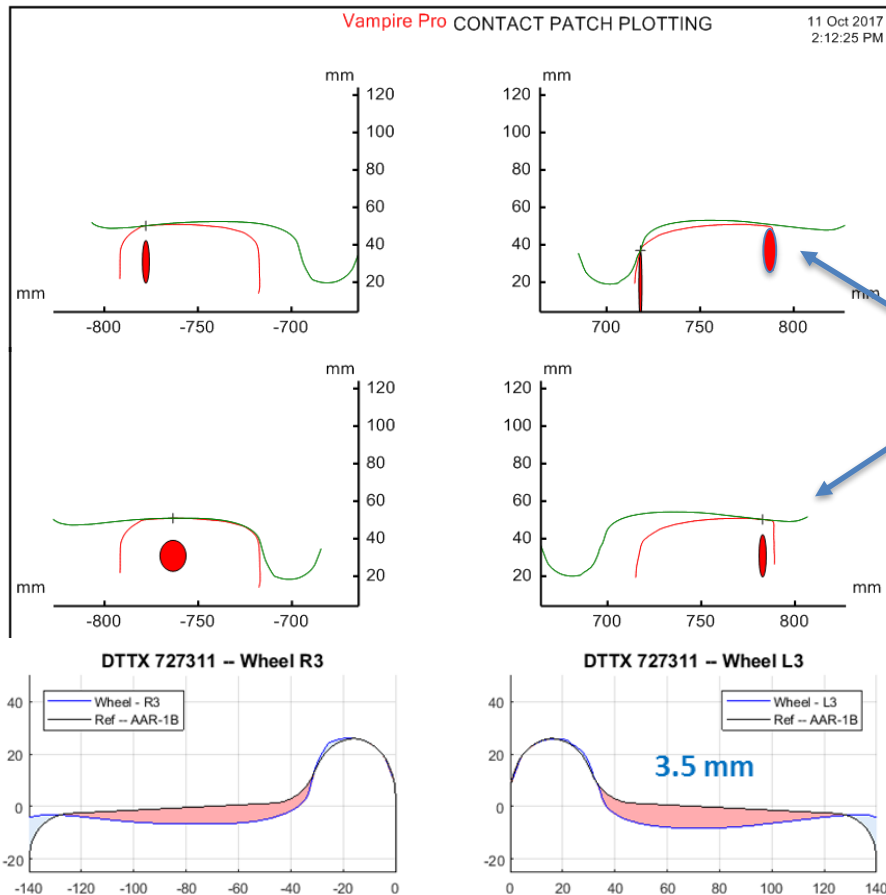 Vampire Pro CONTACT PATCH PLOTTING
11 Oct 2017
2:12:25 PM
mm
120
100
80
60
40
20
mm
-800 -750 -700
mm
120
100
80
60
40
20
mm
700 750 800
mm
120
100
80
60
40
20
mm
-800 -750 -700
mm
120
100
80
60
40
20
mm
700 750 800
DTTX 727311 -- Wheel R3
Wheel - R3
Ref -- AAR-1B
40
20
0
-20
-140 -120 -100 -80 -60 -40 -20 0
DTTX 727311 -- Wheel L3
Wheel - L3
Ref -- AAR-1B
3.5 mm
40
20
0
-20
0 20 40 60 80 100 120 140